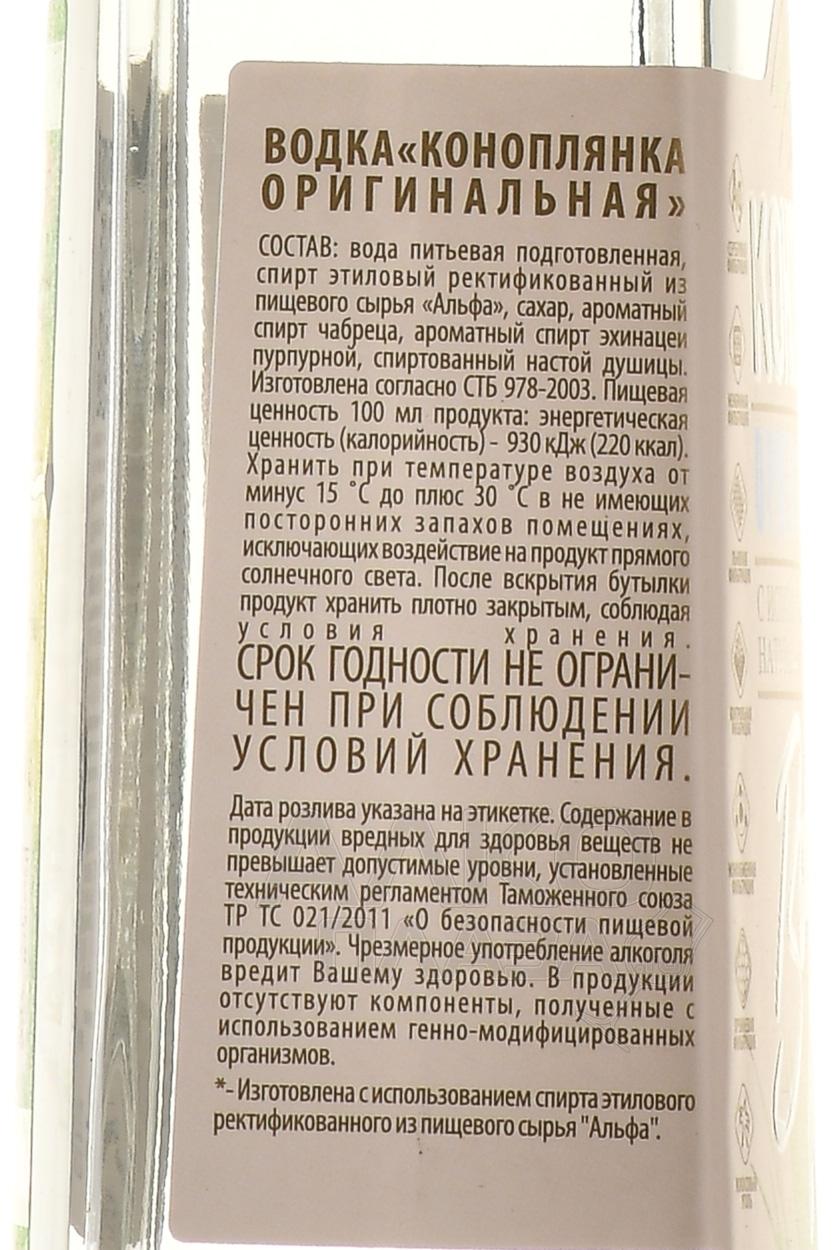 ВОДКА«КОНОПЛЯНКА
ОРИГИНАЛЬНАЯ»
СОСТАВ: вода питьевая подготовленная,
спирт этиловый ректификованный из
пищевого сырья «Альфа», сахар, ароматный
спирт чабреца, ароматный спирт эхинацеи
пурпурной, спиртованный настой душицы.
Изготовлена согласно СТБ 978-2003. Пищевая
ценность 100 мл продукта: энергетическая
ценность (калорийность) - 930 кДж (220 ккал).
Хранить при температуре воздуха от
минус 15 °С до плюс 30 °С в не имеющих
посторонних запахов помещениях,
исключающих воздействие на продукт прямого
солнечного света. После вскрытия бутылки
продукт хранить плотно закрытым, соблюдая
условия хранения.
СРОК ГОДНОСТИ НЕ ОГРАНИ-
ЧЕН ПРИ СОБЛЮДЕНИИ
УСЛОВИЙ ХРАНЕНИЯ.
Дата розлива указана на этикетке. Содержание в
продукции вредных для здоровья веществ не
превышает допустимые уровни, установленные
техническим регламентом Таможенного союза
ТР ТС 021/2011 «О безопасности пищевой
продукции». Чрезмерное употребление алкоголя
вредит Вашему здоровью. В продукции
отсутствуют компоненты, полученные с
использованием генно-модифицированных
организмов.
*- Изготовлена с использованием спирта этилового
ректификованного из пищевого сырья "Альфа".